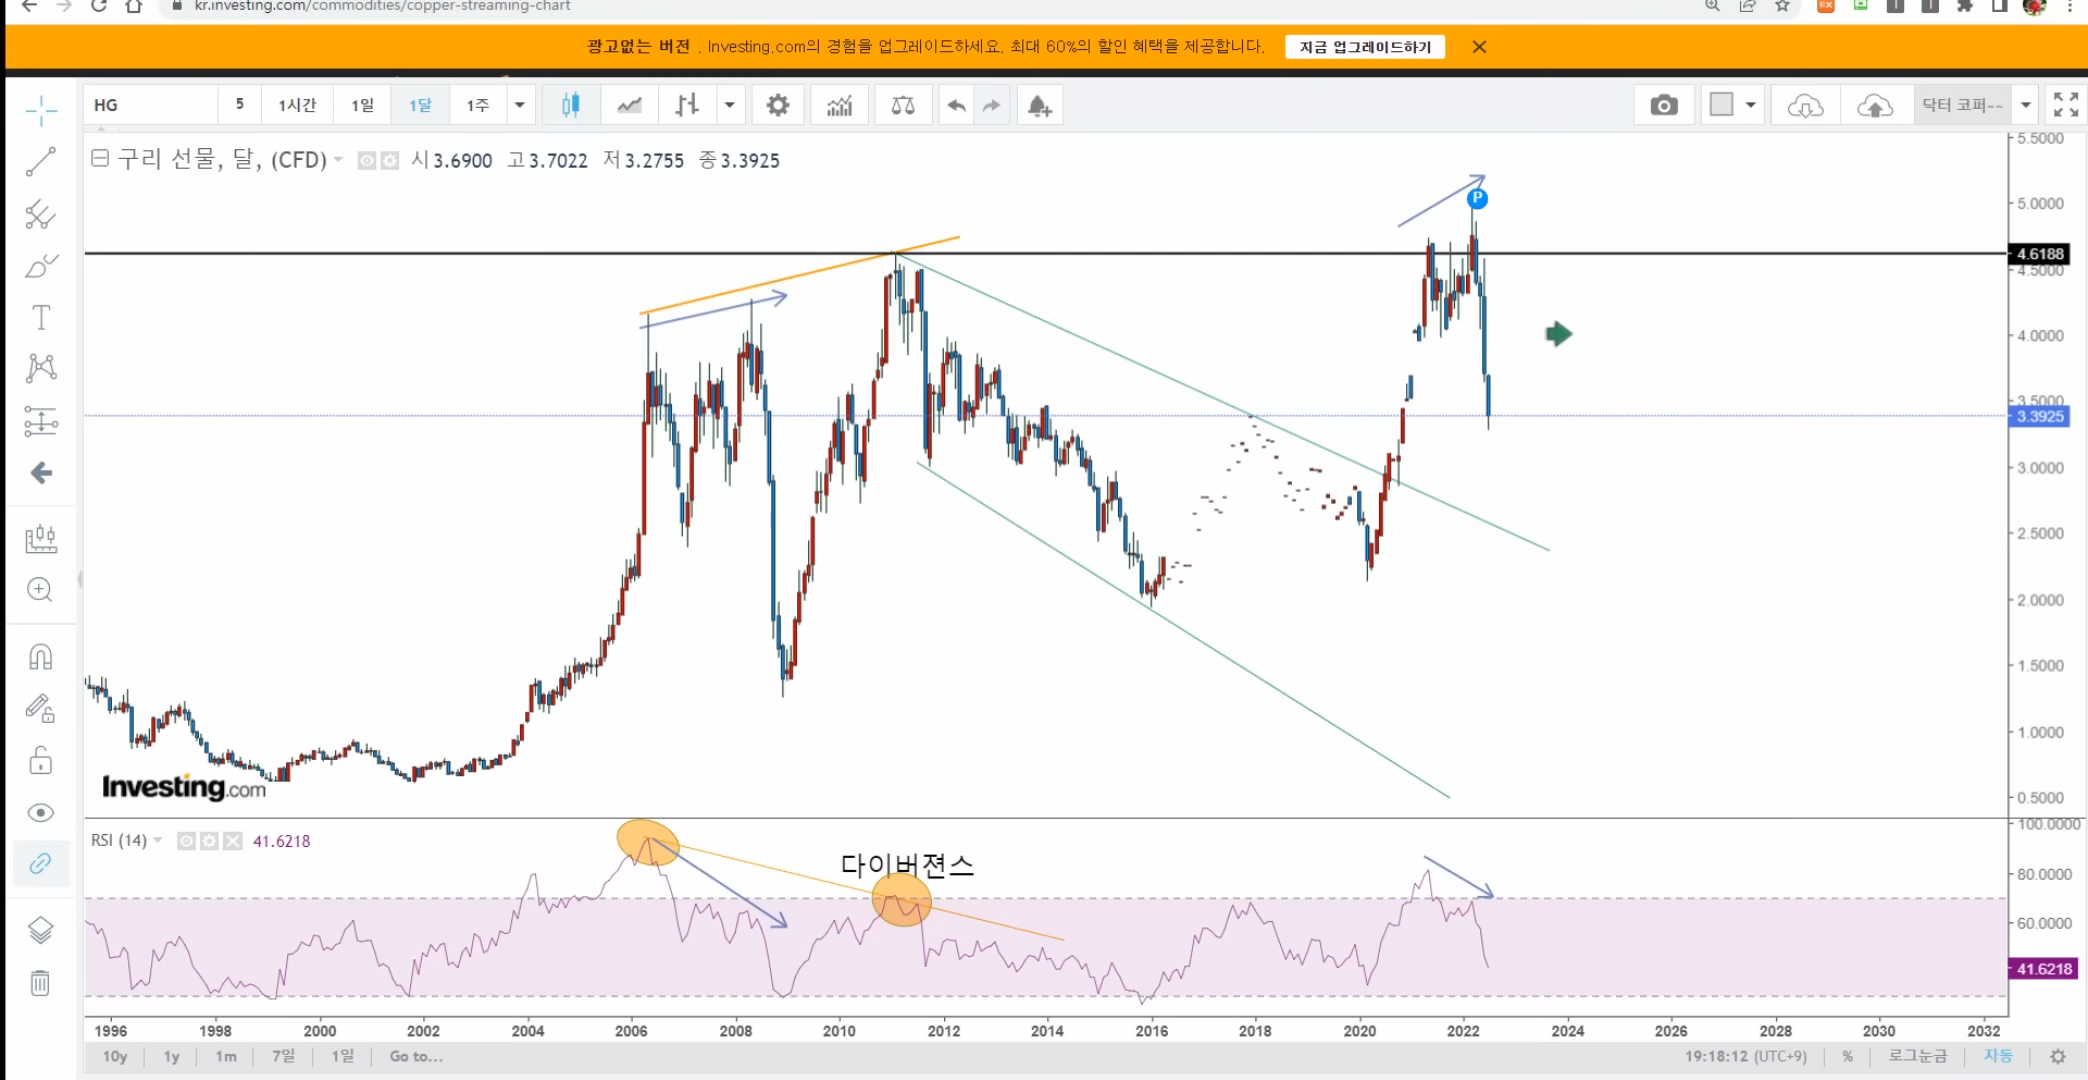 kr.investing.com/commodities/copper-streaming-chart
광고없는 버전 . Investing.com의 경험을 업그레이드하세요. 최대 60%의 할인 혜택을 제공합니다. 지금 업그레이드하기
HG 5 1시간 1일 1달 1주 닥터 코퍼~~
구리 선물, 달, (CFD) 시 3.6900 고 3.7022 저 3.2755 종 3.3925
P
5.5000
5.0000
4.6188
4.5000
4.0000
3.5000
3.3925
3.0000
2.5000
2.0000
1.5000
1.0000
0.5000
Investing.com
RSI (14) 41.6218
다이버젼스
100.0000
80.0000
60.0000
41.6218
1996 1998 2000 2002 2004 2006 2008 2010 2012 2014 2016 2018 2020 2022 2024 2026 2028 2030 2032
10y 1y 1m 7일 1일 Go to... 19:18:12 (UTC+9) % 로그눈금 자동